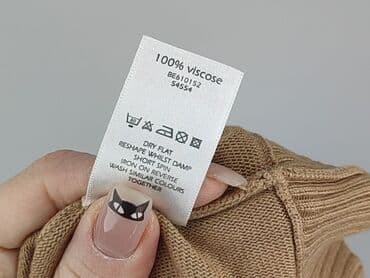 100% viscose
BE610152
S4554
DRY FLAT
RESHAPE WHILST DAMP
SHORT SPIN
IRON ON REVERSE
WASH SIMILAR COLOURS
TOGETHER